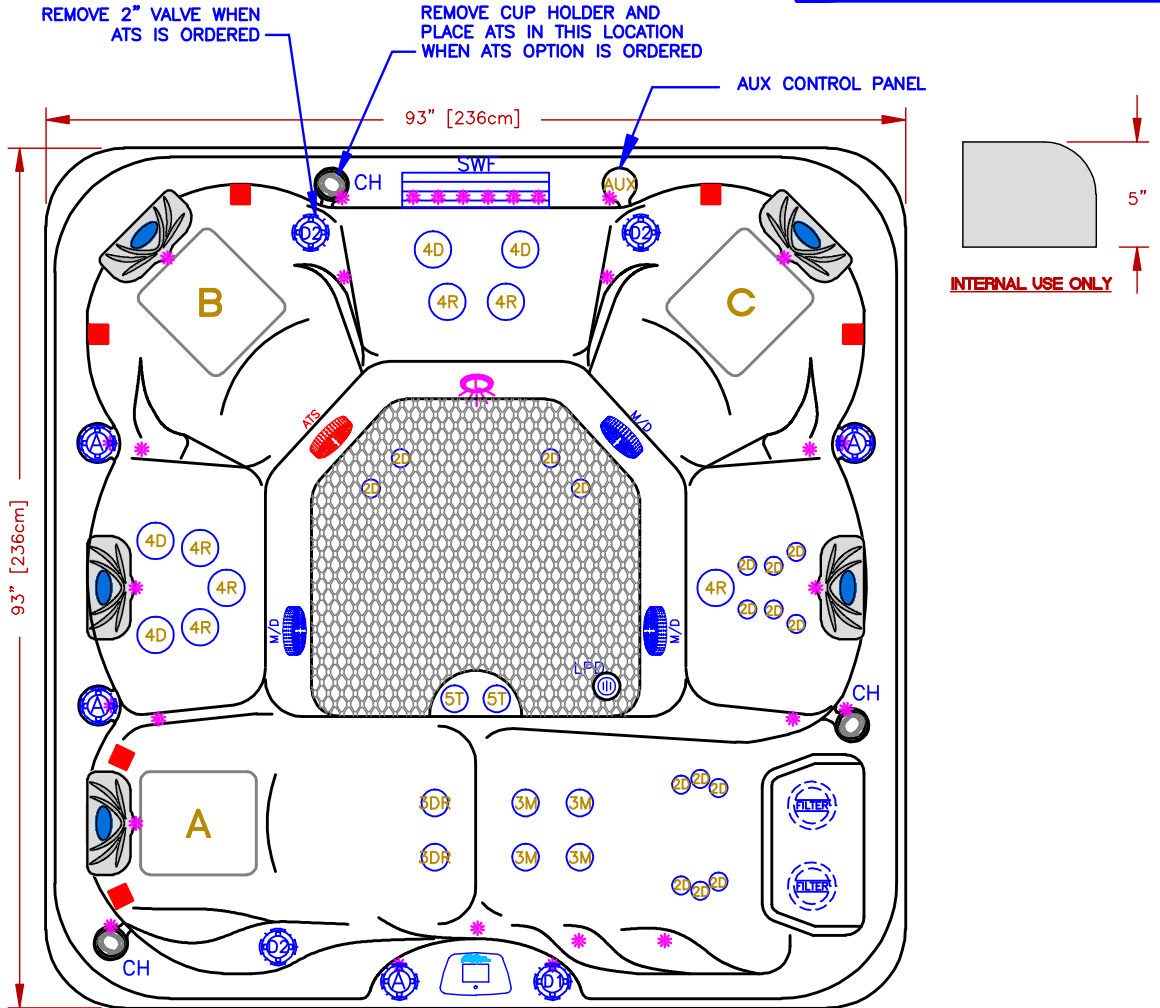 REMOVE 2” VALVE WHEN
ATS IS ORDERED
REMOVE CUP HOLDER AND
PLACE ATS IN THIS LOCATION
WHEN ATS OPTION IS ORDERED
AUX CONTROL PANEL
93” [236cm]
SWF
CH
AUX
5”
INTERNAL USE ONLY
D2
D2
4D
4D
4R
4R
B
C
ATS
M/D
A
A
2D
2D
2D
2D
4D
4R
4R
4R
4D
4R
2D
2D
2D
2D
2D
2D
93” [236cm]
M/D
M/D
LPD
5T
5T
A
CH
A
3DR
3M
3M
3DR
3M
3M
2D
2D
2D
2D
2D
2D
FILTER
FILTER
D2
CH
A
D1